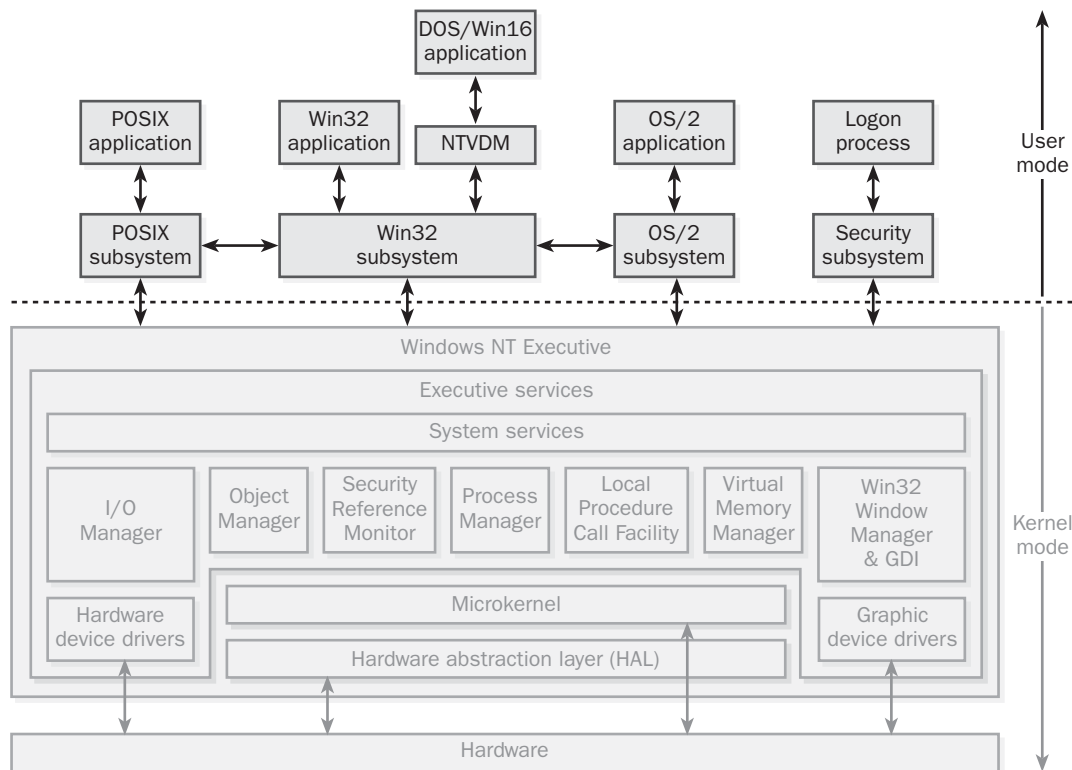 DOS/Win16
application
POSIX
application
Win32
application
NTVDM
OS/2
application
Logon
process
User
mode
POSIX
subsystem
Win32
subsystem
OS/2
subsystem
Security
subsystem
Windows NT Executive
Executive services
System services
I/O
Manager
Object
Manager
Security
Reference
Monitor
Process
Manager
Local
Procedure
Call Facility
Virtual
Memory
Manager
Win32
Window
Manager
& GDI
Kernel
mode
Hardware
device drivers
Microkernel
Graphic
device drivers
Hardware abstraction layer (HAL)
Hardware